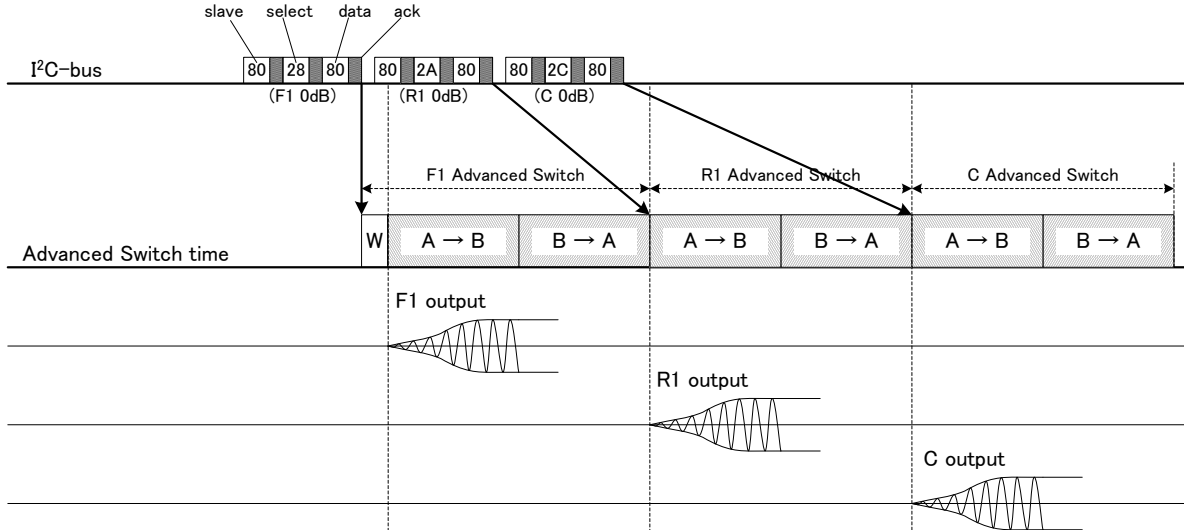 slave select data ack
I²C-bus
80 28 80 80 2A 80 80 2C 80
(F1 0dB) (R1 0dB) (C 0dB)
F1 Advanced Switch R1 Advanced Switch C Advanced Switch
Advanced Switch time
W A → B B → A A → B B → A A → B B → A
F1 output
R1 output
C output